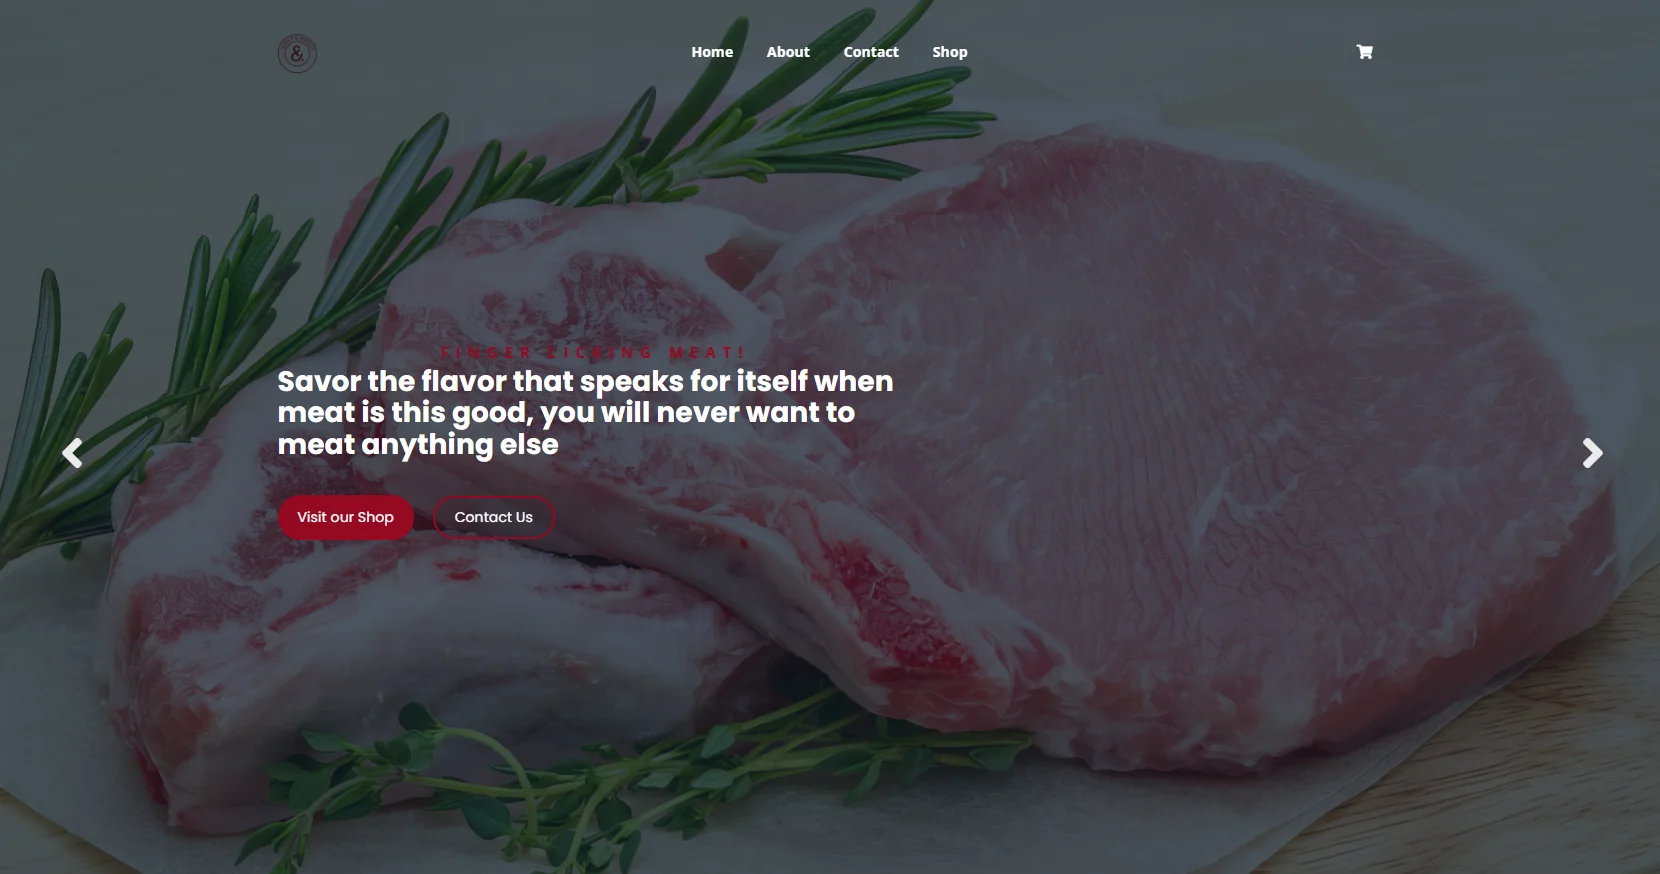 &
Home About Contact Shop
FINGER LICKING MEAT!
Savor the flavor that speaks for itself when
meat is this good, you will never want to
meat anything else
Visit our Shop Contact Us